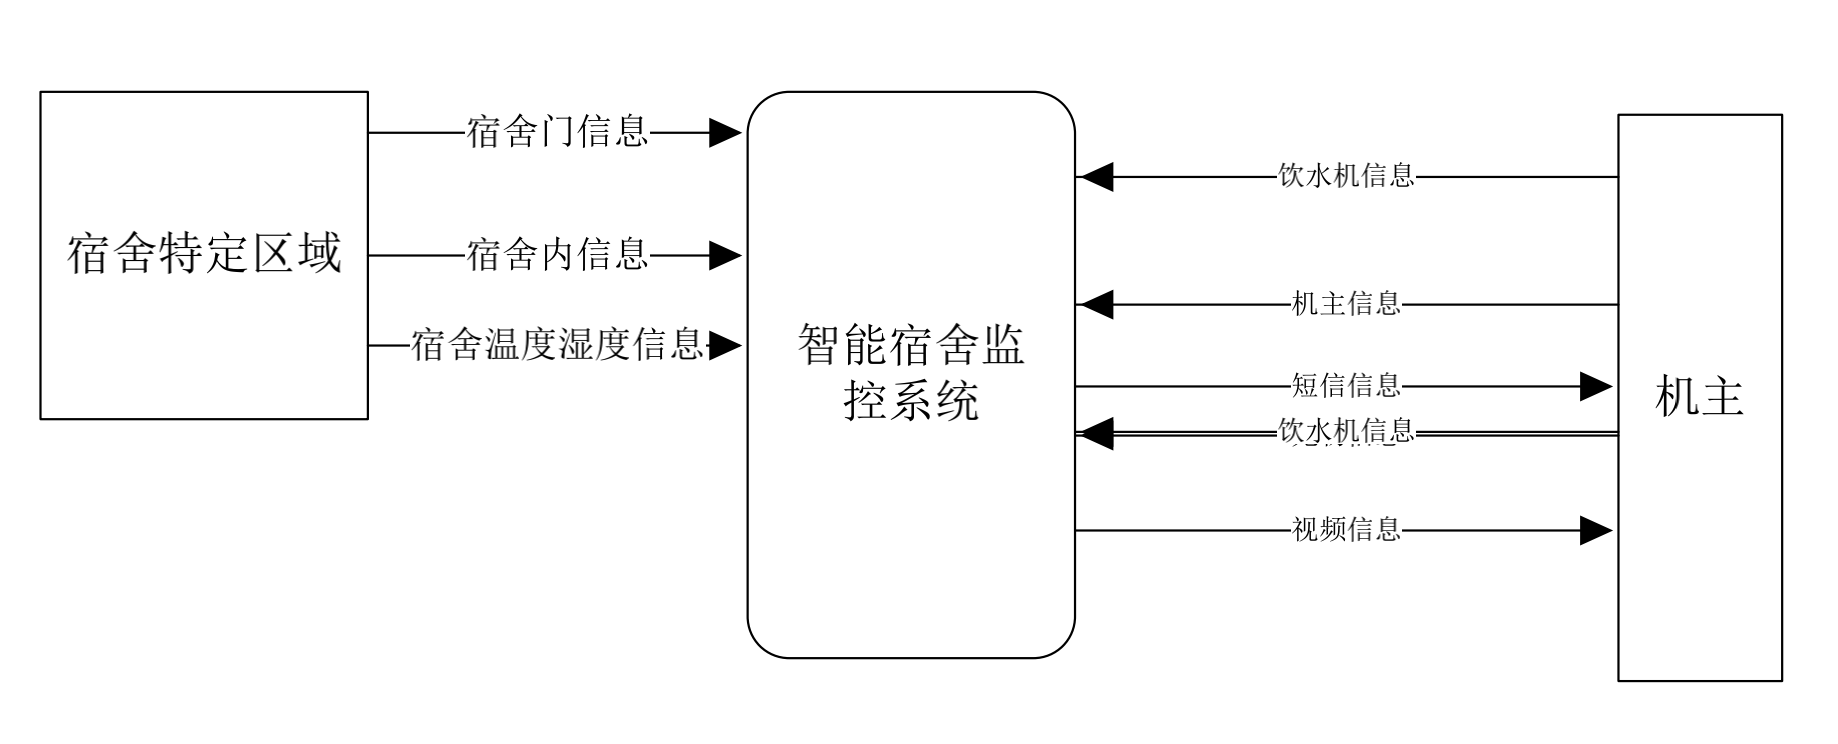 宿舍门信息
饮水机信息
宿舍特定区域
宿舍内信息
机主信息
宿舍温度湿度信息
智能宿舍监
控系统
短信信息
机主
饮水机信息
视频信息